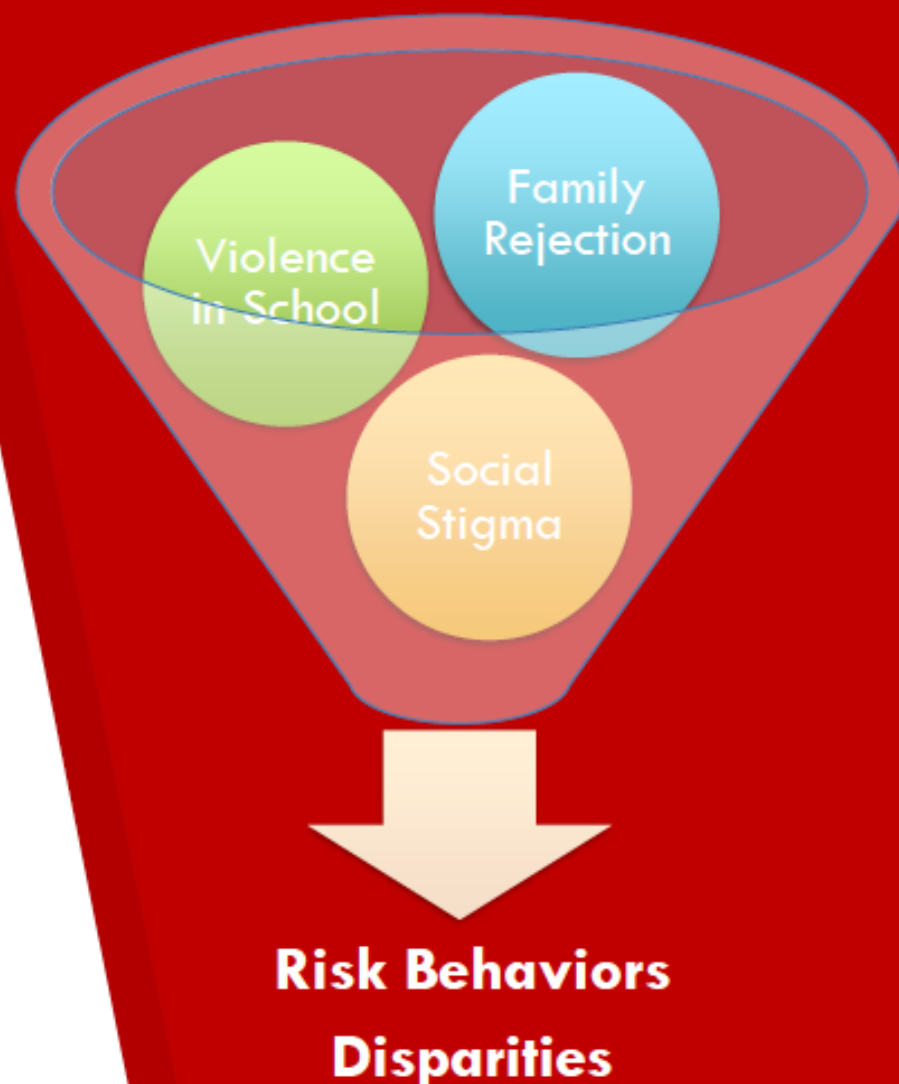 Family
Rejection
Violence
in School
Social
Stigma
Risk Behaviors
Disparities